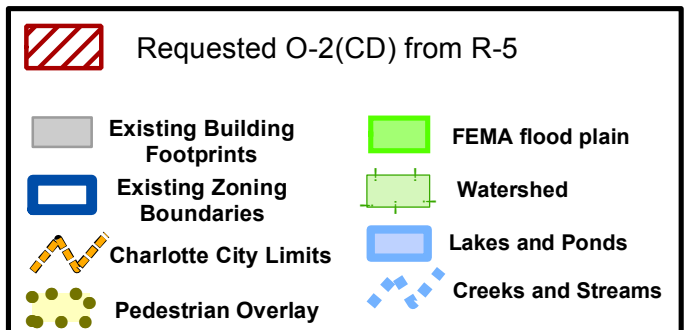 Requested O-2(CD) from R-5
Existing Building
Footprints
Existing Zoning
Boundaries
Charlotte City Limits
Pedestrian Overlay
FEMA flood plain
Watershed
Lakes and Ponds
Creeks and Streams